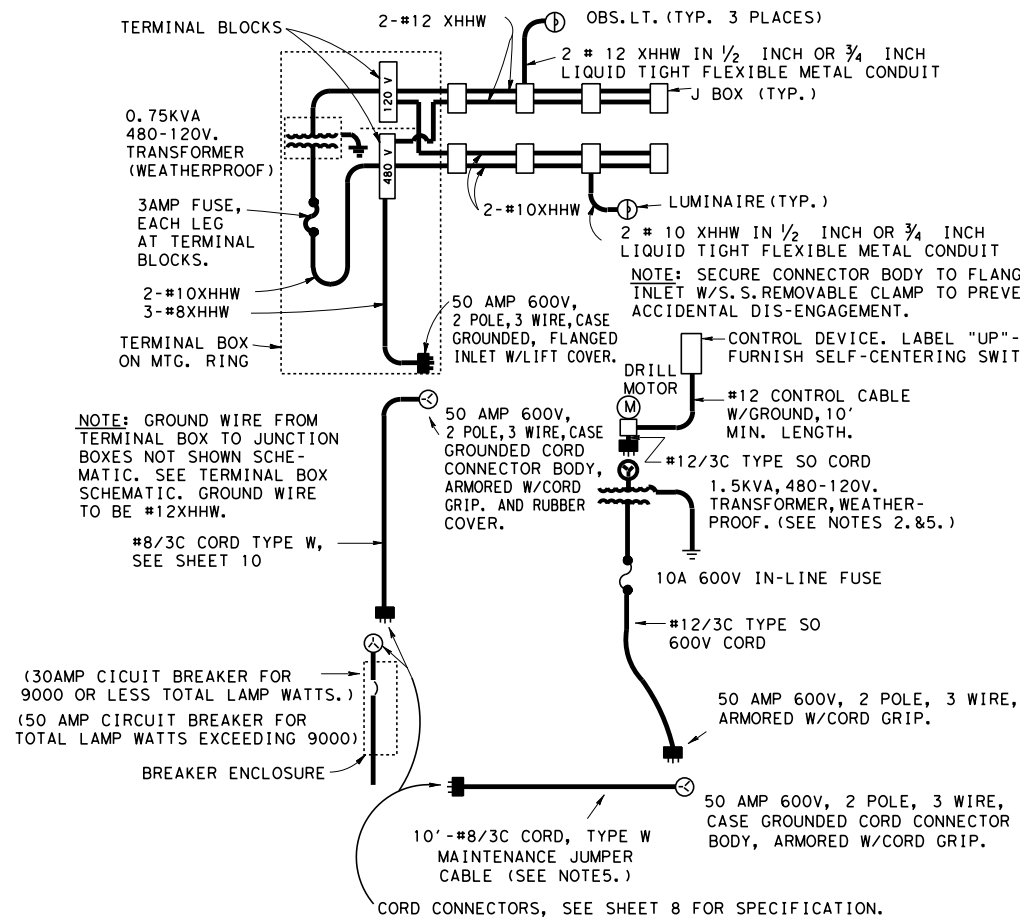 TERMINAL BLOCKS
2-#12 XHHW
OBS.LT. (TYP. 3 PLACES)
2 # 12 XHHW IN 1/2 INCH OR 3/4 INCH
LIQUID TIGHT FLEXIBLE METAL CONDUIT
J BOX (TYP.)
120 V
480 V
0.75KVA
480-120V.
TRANSFORMER
(WEATHERPROOF)
3AMP FUSE,
EACH LEG
AT TERMINAL
BLOCKS.
2-#10XHHW
LUMINAIRE (TYP.)
2 # 10 XHHW IN 1/2 INCH OR 3/4 INCH
LIQUID TIGHT FLEXIBLE METAL CONDUIT
2-#10XHHW
3-#8XHHW
TERMINAL BOX
ON MTG. RING
50 AMP 600V,
2 POLE,3 WIRE,CASE
GROUNDED, FLANGED
INLET W/LIFT COVER.
NOTE: SECURE CONNECTOR BODY TO FLANG
INLET W/S.S.REMOVABLE CLAMP TO PREVE
ACCIDENTAL DIS-ENGAGEMENT.
CONTROL DEVICE. LABEL "UP"-
FURNISH SELF-CENTERING SWIT
DRILL
MOTOR
M
#12 CONTROL CABLE
W/GROUND,10'
MIN. LENGTH.
NOTE: GROUND WIRE FROM
TERMINAL BOX TO JUNCTION
BOXES NOT SHOWN SCHE-
MATIC. SEE TERMINAL BOX
SCHEMATIC. GROUND WIRE
TO BE #12XHHW.
50 AMP 600V,
2 POLE,3 WIRE,CASE
GROUNDED CORD
CONNECTOR BODY,
ARMORED W/CORD
GRIP. AND RUBBER
COVER.
#12/3C TYPE SO CORD
1.5KVA,480-120V.
TRANSFORMER,WEATHER-
PROOF.(SEE NOTES 2.&5.)
#8/3C CORD TYPE W,
SEE SHEET 10
10A 600V IN-LINE FUSE
#12/3C TYPE SO
600V CORD
(30AMP CICUIT BREAKER FOR
9000 OR LESS TOTAL LAMP WATTS.)
(50 AMP CIRCUIT BREAKER FOR
TOTAL LAMP WATTS EXCEEDING 9000)
BREAKER ENCLOSURE
50 AMP 600V, 2 POLE, 3 WIRE,
ARMORED W/CORD GRIP.
10'-#8/3C CORD, TYPE W
MAINTENANCE JUMPER
CABLE (SEE NOTE5.)
50 AMP 600V, 2 POLE, 3 WIRE,
CASE GROUNDED CORD CONNECTOR
BODY, ARMORED W/CORD GRIP.
CORD CONNECTORS, SEE SHEET 8 FOR SPECIFICATION.